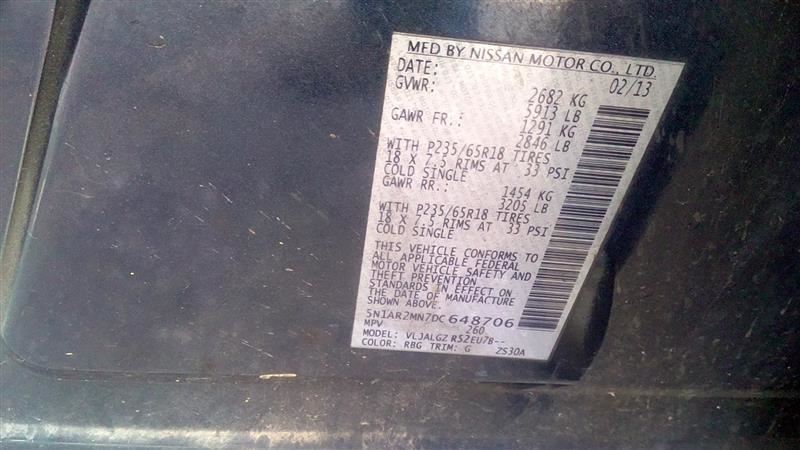 MFD BY NISSAN MOTOR CO., LTD.
DATE: 02/13
GVWR: 2682 KG
5913 LB
GAWR FR.: 1291 KG
2846 LB
WITH P235/65R18 TIRES
18 X 7.5 RIMS AT 33 PSI
COLD SINGLE
GAWR RR.: 1454 KG
3205 LB
WITH P235/65R18 TIRES
18 X 7.5 RIMS AT 33 PSI
COLD SINGLE
THIS VEHICLE CONFORMS TO
ALL APPLICABLE FEDERAL
MOTOR VEHICLE SAFETY AND
THEFT PREVENTION
STANDARDS IN EFFECT ON
THE DATE OF MANUFACTURE
SHOWN ABOVE.
5N1AR2MN7DC648706
MPV 260
MODEL: VLJALGZ R52EU7B--
COLOR: RBG TRIM: G ZS30A